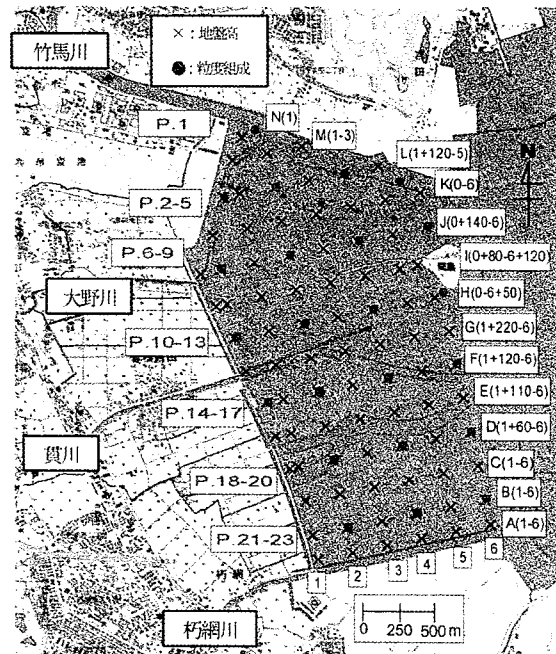 竹馬川
×:地盤高
●:粒度組成
P.1
N(1)
M(1-3)
L(1+120-5)
N
K(0-6)
P.2-5
J(0+140-6)
P.6-9
I(0+80-6+120)
大野川
H(0-6+50)
G(1+220-6)
P.10-13
F(1+120-6)
E(1+110-6)
P.14-17
D(1+60-6)
貫川
C(1-6)
P.18-20
B(1-6)
A(1-6)
P.21-23
1
2
3
4
5
6
朽網
朽網川
0 250 500m